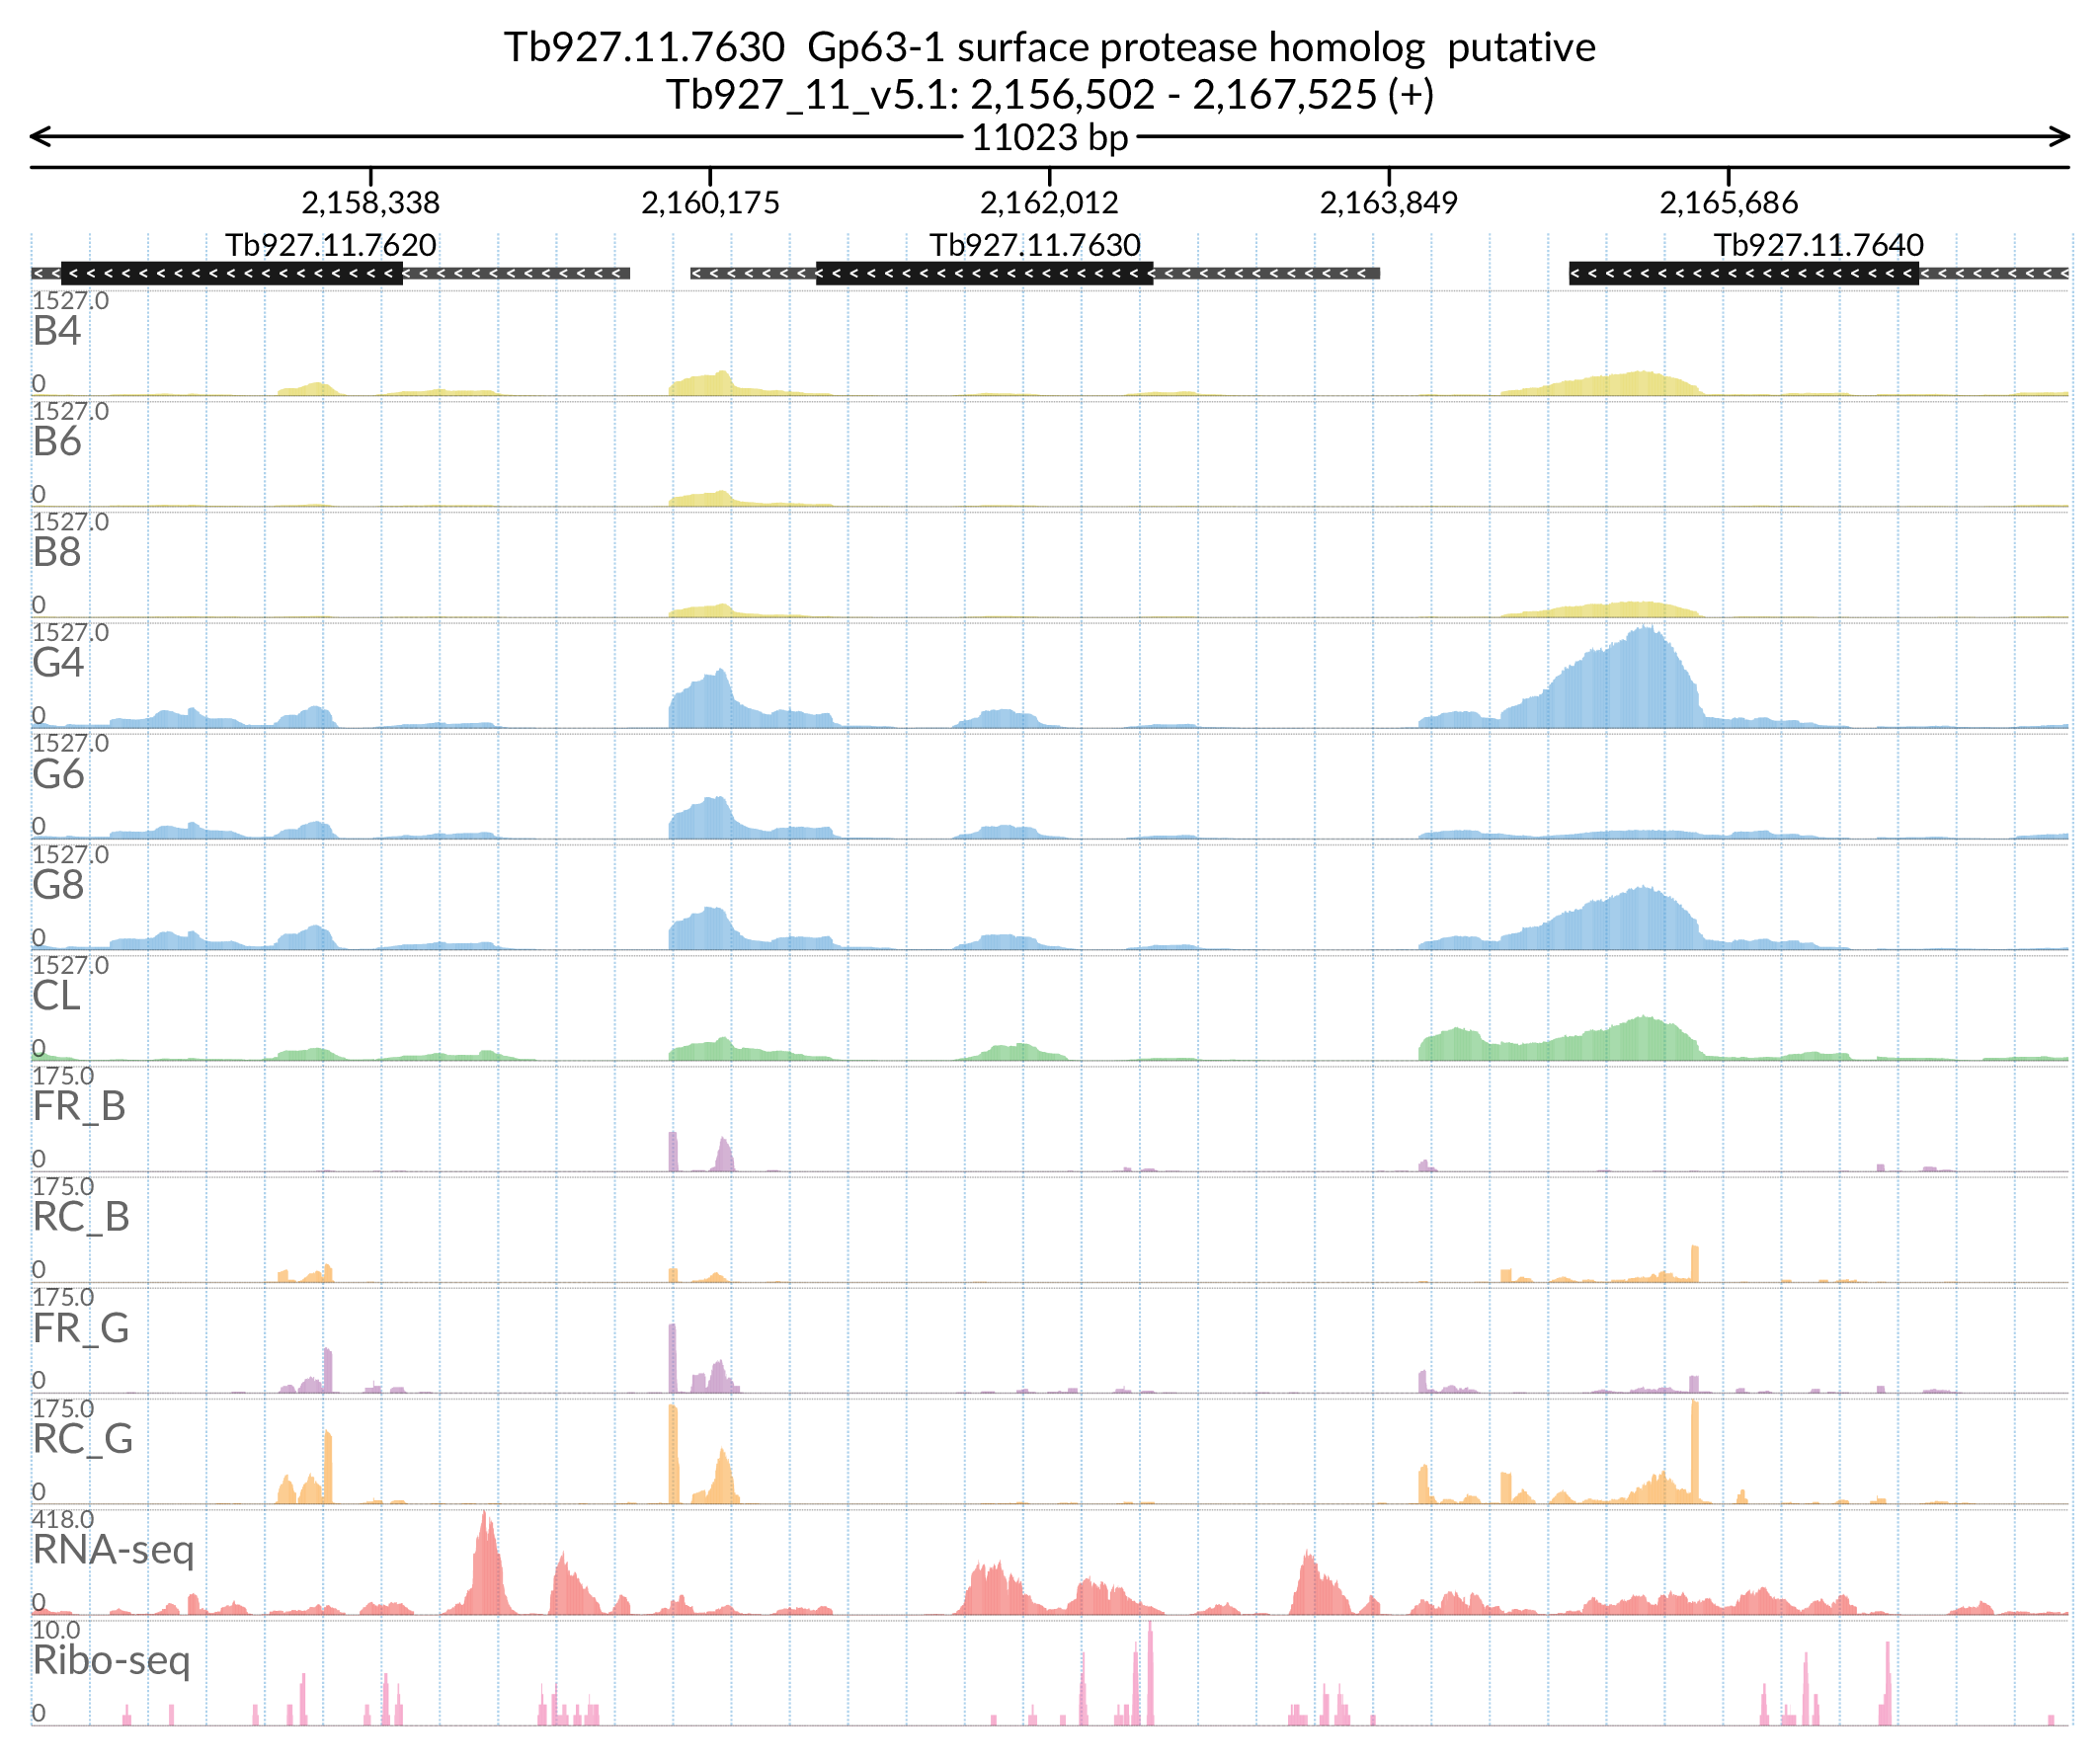 Tb927.11.7630  Gp63-1 surface protease homolog  putative
Tb927_11_v5.1: 2,156,502 - 2,167,525 (+)
11023 bp
2,158,338 2,160,175 2,162,012 2,163,849 2,165,686
Tb927.11.7620 Tb927.11.7630 Tb927.11.7640
1527.0
B4
0
1527.0
B6
0
1527.0
B8
0
1527.0
G4
0
1527.0
G6
0
1527.0
G8
0
1527.0
CL
0
175.0
FR_B
0
175.0
RC_B
0
175.0
FR_G
0
175.0
RC_G
0
418.0
RNA-seq
0
10.0
Ribo-seq
0